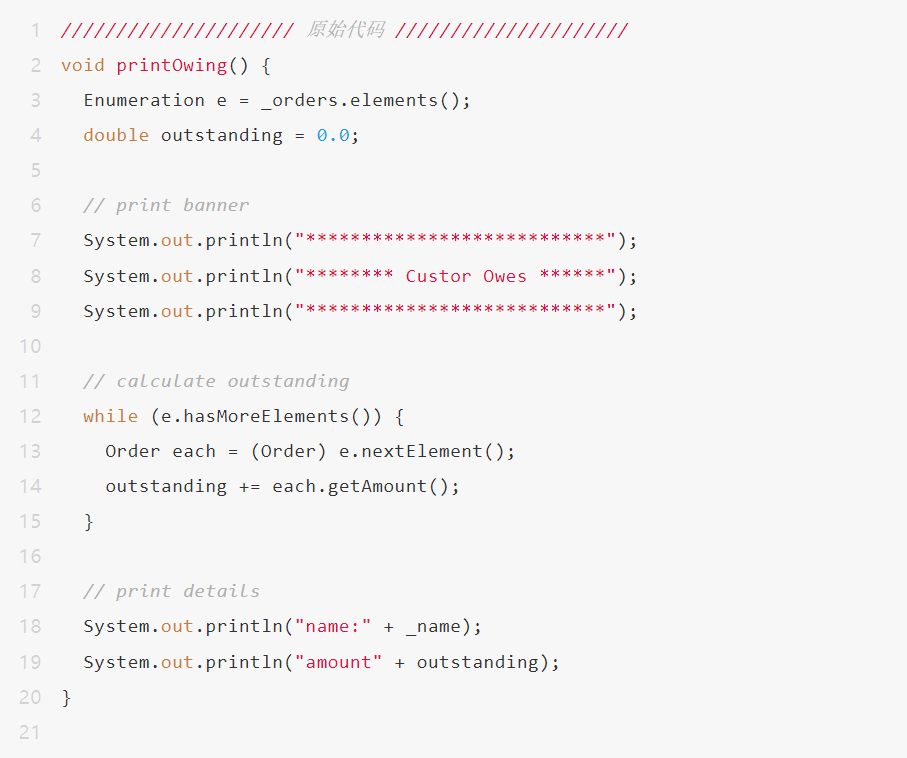 1 ///////////////////// 原始代码 /////////////////////
2 void printOwing() {
3   Enumeration e = _orders.elements();
4   double outstanding = 0.0;
5
6   // print banner
7   System.out.println("***************************");
8   System.out.println("******** Custor Owes ******");
9   System.out.println("***************************");
10
11   // calculate outstanding
12   while (e.hasMoreElements()) {
13     Order each = (Order) e.nextElement();
14     outstanding += each.getAmount();
15   }
16
17   // print details
18   System.out.println("name:" + _name);
19   System.out.println("amount" + outstanding);
20 }
21